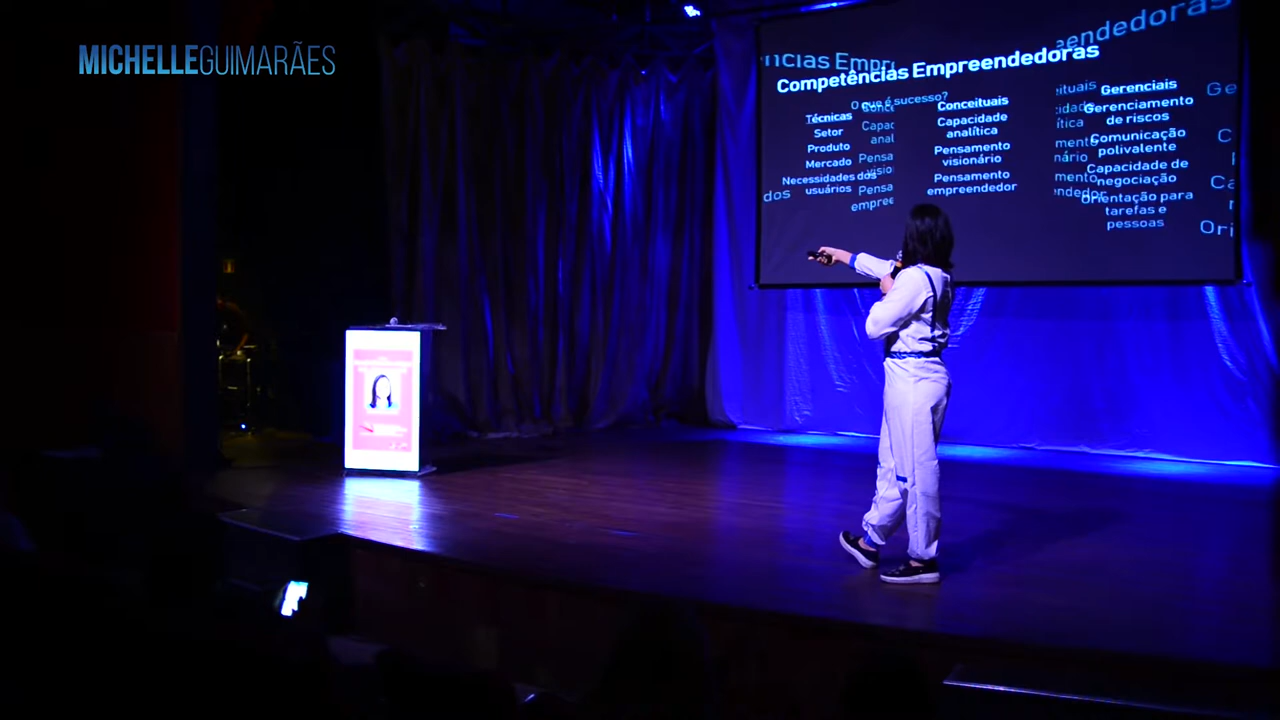 MICHELLEGUIMARÃES
Competências Empreendedoras
O que é sucesso?
Técnicas
Setor
Produto
Mercado
Necessidades dos
usuários
Conceituais
Capacidade
analítica
Pensamento
visionário
Pensamento
empreendedor
Gerenciais
Gerenciamento
de riscos
Comunicação
polivalente
Capacidade de
negociação
Orientação para
tarefas e
pessoas